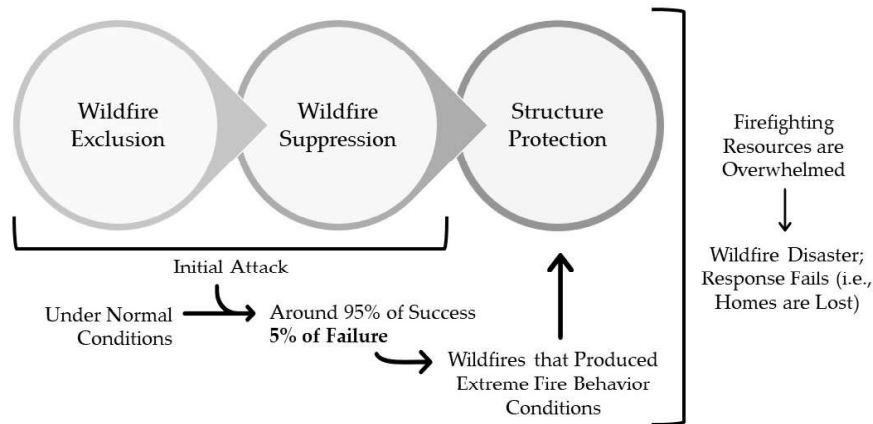 Wildfire
Exclusion
Wildfire
Suppression
Structure
Protection
Firefighting
Resources are
Overwhelmed
Wildfire Disaster;
Response Fails (i.e.,
Homes are Lost)
Initial Attack
Under Normal
Conditions
Around 95% of Success
5% of Failure
Wildfires that Produced
Extreme Fire Behavior
Conditions